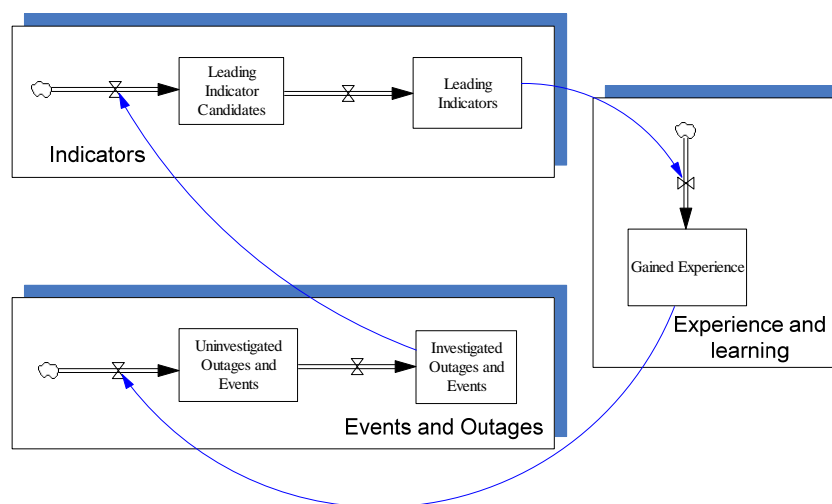 Leading
Indicator
Candidates
Leading
Indicators
Indicators
Gained Experience
Experience and
learning
Uninvestigated
Outages and
Events
Investigated
Outages and
Events
Events and Outages